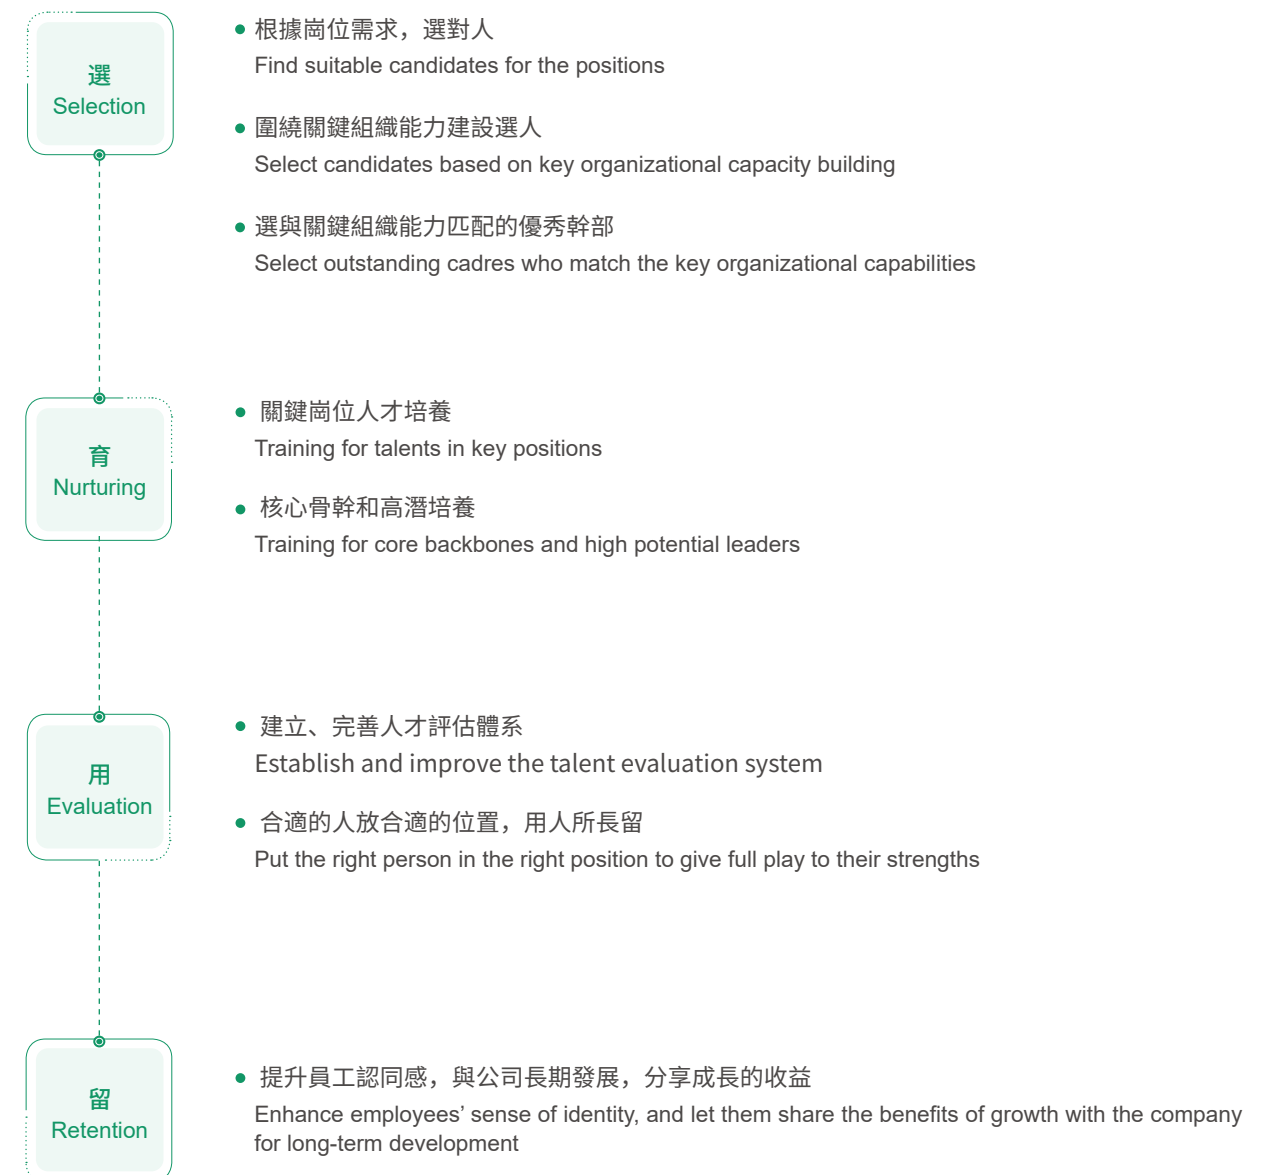 選
Selection
根據崗位需求，選對人
Find suitable candidates for the positions
圍繞關鍵組織能力建設選人
Select candidates based on key organizational capacity building
選與關鍵組織能力匹配的優秀幹部
Select outstanding cadres who match the key organizational capabilities
育
Nurturing
關鍵崗位人才培養
Training for talents in key positions
核心骨幹和高潛培養
Training for core backbones and high potential leaders
用
Evaluation
建立、完善人才評估體系
Establish and improve the talent evaluation system
合適的人放合適的位置，用人所長留
Put the right person in the right position to give full play to their strengths
留
Retention
提升員工認同感，與公司長期發展，分享成長的收益
Enhance employees’ sense of identity, and let them share the benefits of growth with the company
for long-term development